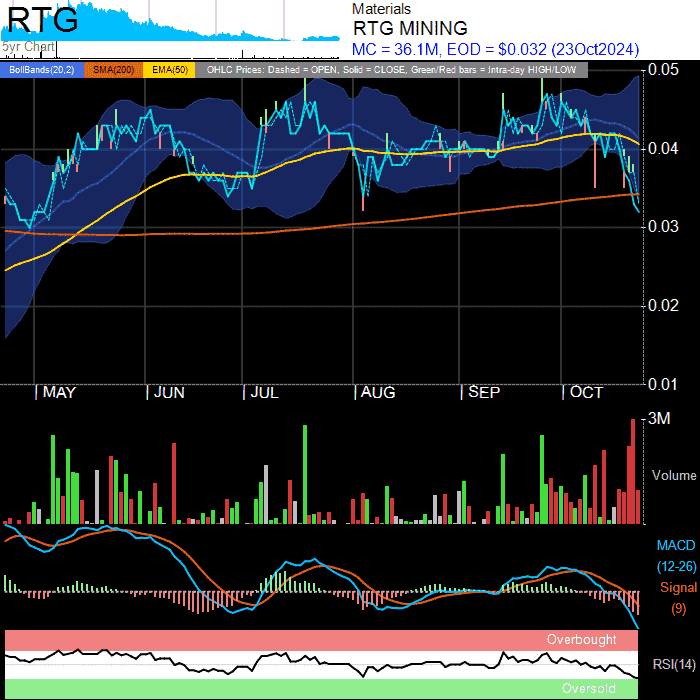 RTG
5yr Chart
Materials
RTG MINING
MC = 36.1M, EOD = $0.032 (23Oct2024)
BollBands(20,2) SMA(200) EMA(50) OHLC Prices: Dashed = OPEN, Solid = CLOSE, Green/Red bars = Intra-day HIGH/LOW
0.05
0.04
0.03
0.02
0.01
| MAY | JUN | JUL | AUG | SEP | OCT
3M
Volume
MACD
(12-26)
Signal
(9)
Overbought
RSI(14)
Oversold